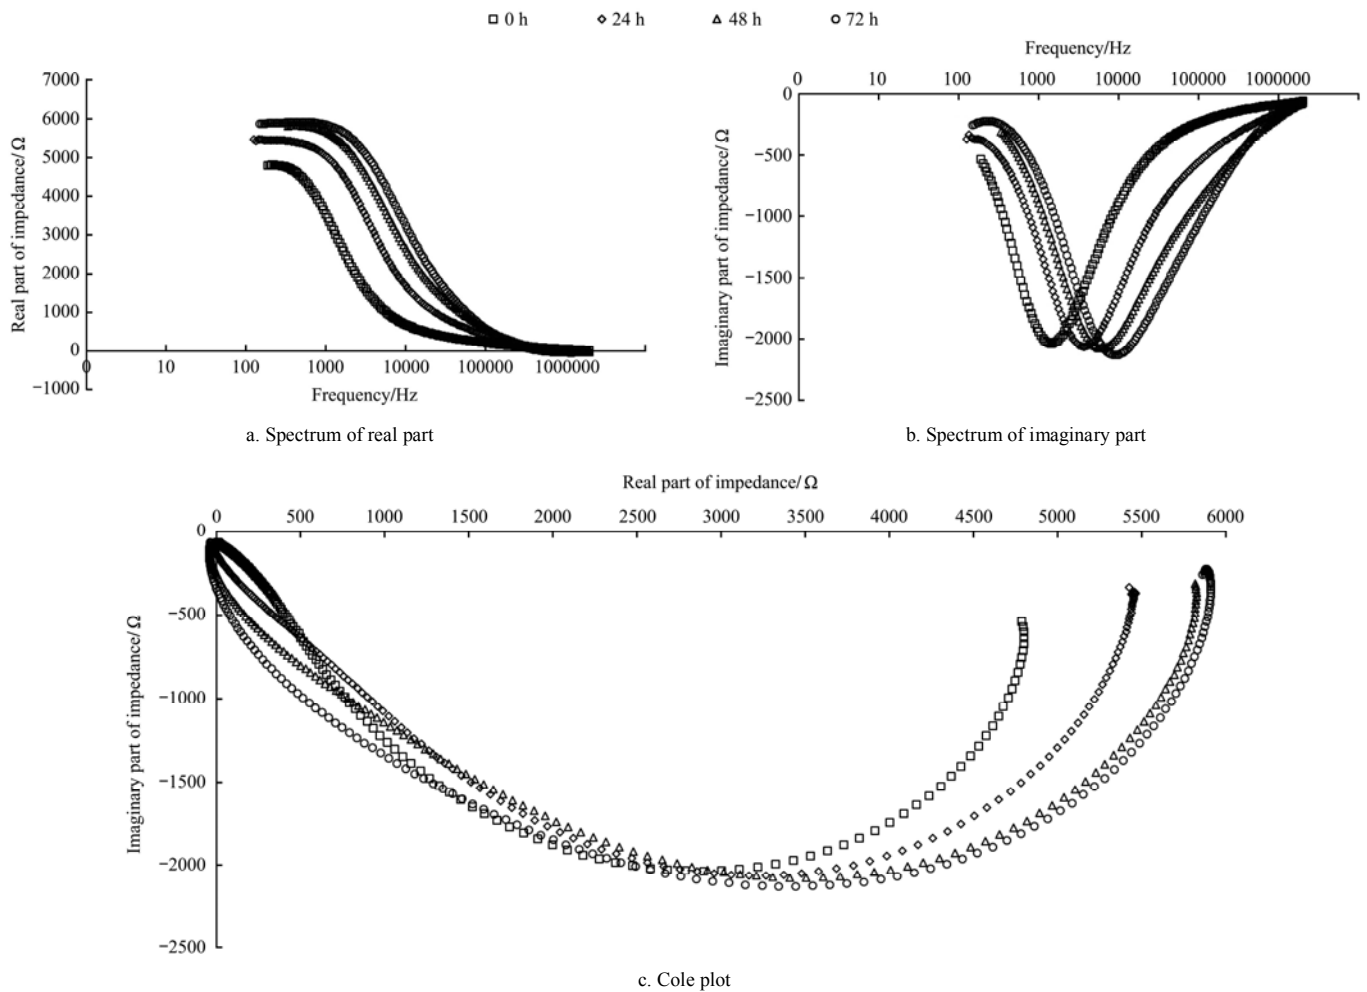 0 h 24 h 48 h 72 h
Real part of impedance/Ω
7000
6000
5000
4000
3000
2000
1000
0
−1000
0 10 100 1000 10000 100000 1000000
Frequency/Hz
a. Spectrum of real part
Frequency/Hz
0 10 100 1000 10000 100000 1000000
Imaginary part of impedance/Ω
0
−500
−1000
−1500
−2000
−2500
b. Spectrum of imaginary part
Real part of impedance/Ω
0 500 1000 1500 2000 2500 3000 3500 4000 4500 5000 5500 6000
Imaginary part of impedance/Ω
0
−500
−1000
−1500
−2000
−2500
c. Cole plot